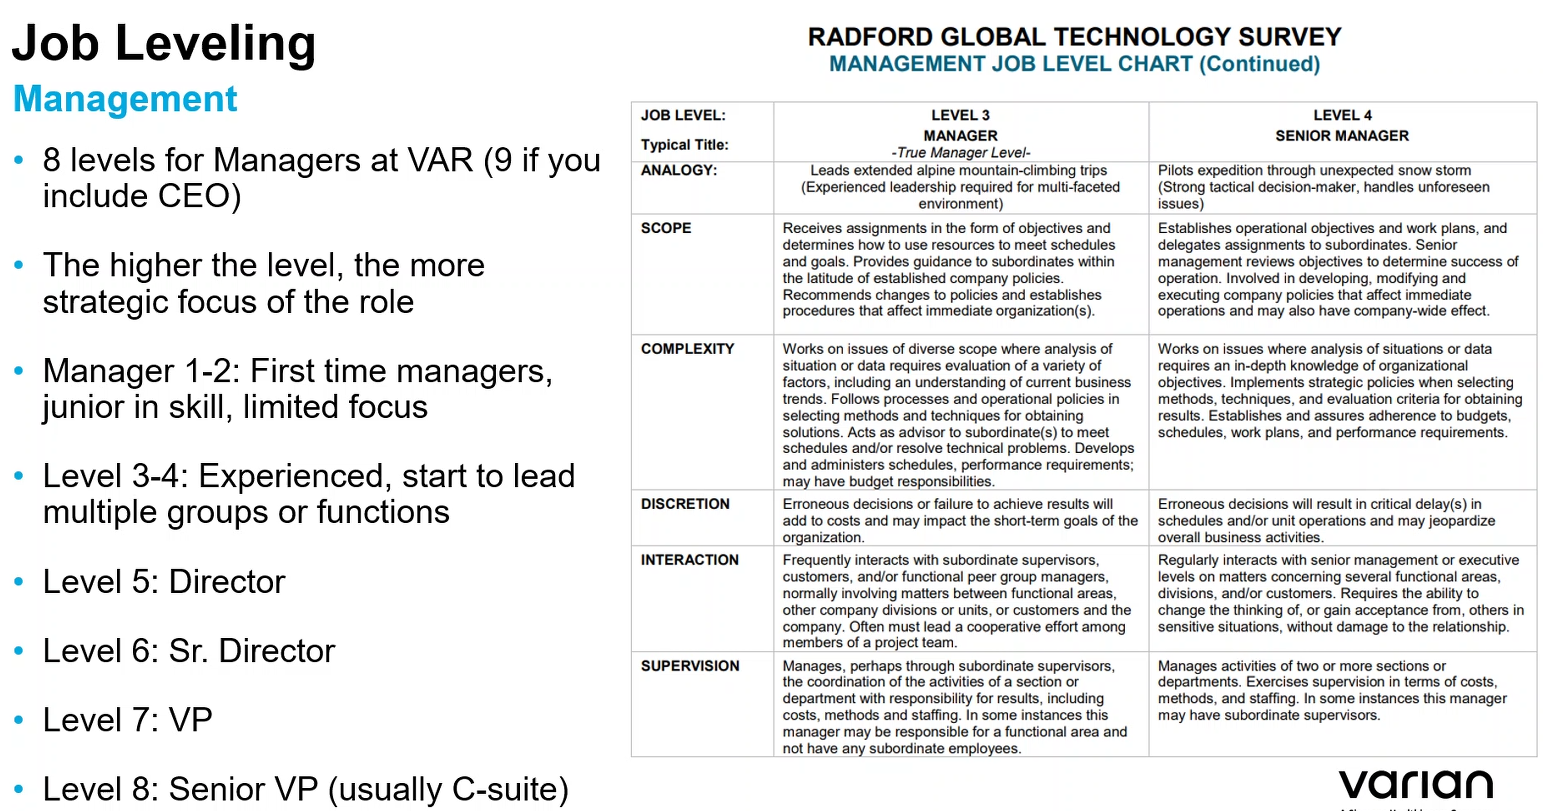 Job Leveling
Management
• 8 levels for Managers at VAR (9 if you
include CEO)
• The higher the level, the more
strategic focus of the role
• Manager 1-2: First time managers,
junior in skill, limited focus
• Level 3-4: Experienced, start to lead
multiple groups or functions
• Level 5: Director
• Level 6: Sr. Director
• Level 7: VP
• Level 8: Senior VP (usually C-suite)
RADFORD GLOBAL TECHNOLOGY SURVEY
MANAGEMENT JOB LEVEL CHART (Continued)
JOB LEVEL:
Typical Title:
LEVEL 3
MANAGER
-True Manager Level-
LEVEL 4
SENIOR MANAGER
ANALOGY:
Leads extended alpine mountain-climbing trips
(Experienced leadership required for multi-faceted
environment)
Pilots expedition through unexpected snow storm
(Strong tactical decision-maker, handles unforeseen
issues)
SCOPE
Receives assignments in the form of objectives and
determines how to use resources to meet schedules
and goals. Provides guidance to subordinates within
the latitude of established company policies.
Recommends changes to policies and establishes
procedures that affect immediate organization(s).
Establishes operational objectives and work plans, and
delegates assignments to subordinates. Senior
management reviews objectives to determine success of
operation. Involved in developing, modifying and
executing company policies that affect immediate
operations and may also have company-wide effect.
COMPLEXITY
Works on issues of diverse scope where analysis of
situation or data requires evaluation of a variety of
factors, including an understanding of current business
trends. Follows processes and operational policies in
selecting methods and techniques for obtaining
solutions. Acts as advisor to subordinate(s) to meet
schedules and/or resolve technical problems. Develops
and administers schedules, performance requirements;
may have budget responsibilities.
Works on issues where analysis of situations or data
requires an in-depth knowledge of organizational
objectives. Implements strategic policies when selecting
methods, techniques, and evaluation criteria for obtaining
results. Establishes and assures adherence to budgets,
schedules, work plans, and performance requirements.
DISCRETION
Erroneous decisions or failure to achieve results will
add to costs and may impact the short-term goals of the
organization.
Erroneous decisions will result in critical delay(s) in
schedules and/or unit operations and may jeopardize
overall business activities.
INTERACTION
Frequently interacts with subordinate supervisors,
customers, and/or functional peer group managers,
normally involving matters between functional areas,
other company divisions or units, or customers and the
company. Often must lead a cooperative effort among
members of a project team.
Regularly interacts with senior management or executive
levels on matters concerning several functional areas,
divisions, and/or customers. Requires the ability to
change the thinking of, or gain acceptance from, others in
sensitive situations, without damage to the relationship.
SUPERVISION
Manages, perhaps through subordinate supervisors,
the coordination of the activities of a section or
department with responsibility for results, including
costs, methods and staffing. In some instances this
manager may be responsible for a functional area and
not have any subordinate employees.
Manages activities of two or more sections or
departments. Exercises supervision in terms of costs,
methods, and staffing. In some instances this manager
may have subordinate supervisors.
varian